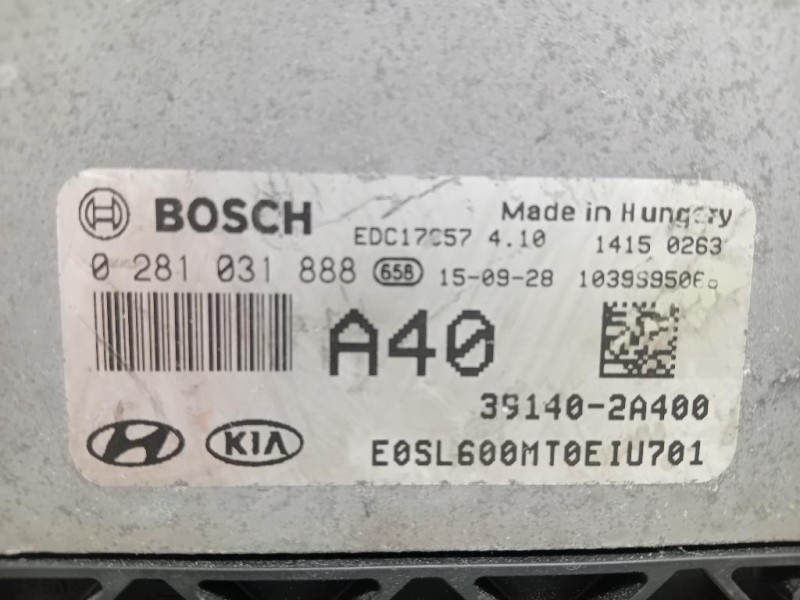 BOSCH
Made in Hungary
EDC17C57 4.10
1415 0263
0 281 031 888 658 15-09-28
A40
39140-2A400
KIA
E0SL600MT0EIU701